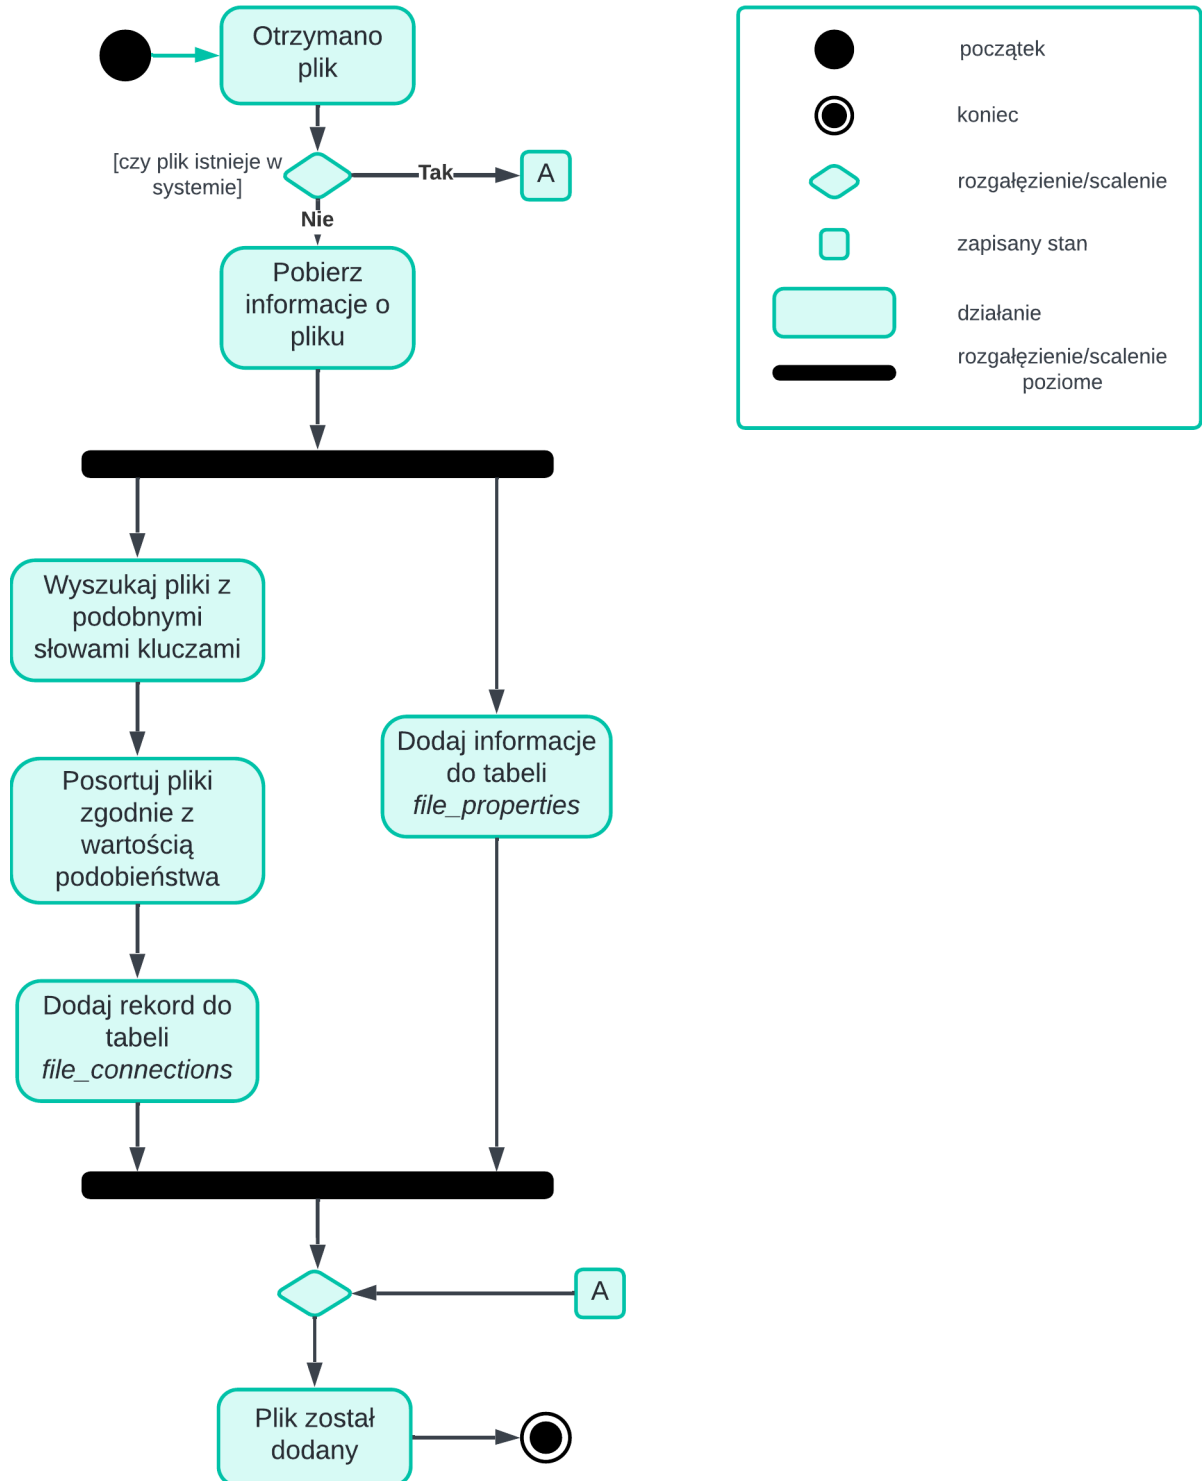 Otrzymano
plik
[czy plik istnieje w
systemie]
Tak
A
Nie
Pobierz
informacje o
pliku
Wyszukaj pliki z
podobnymi
słowami kluczami
Posortuj pliki
zgodnie z
wartością
podobieństwa
Dodaj rekord do
tabeli
file_connections
Dodaj informacje
do tabeli
file_properties
A
Plik został
dodany
początek
koniec
rozgałęzienie/scalenie
zapisany stan
działanie
rozgałęzienie/scalenie
poziome